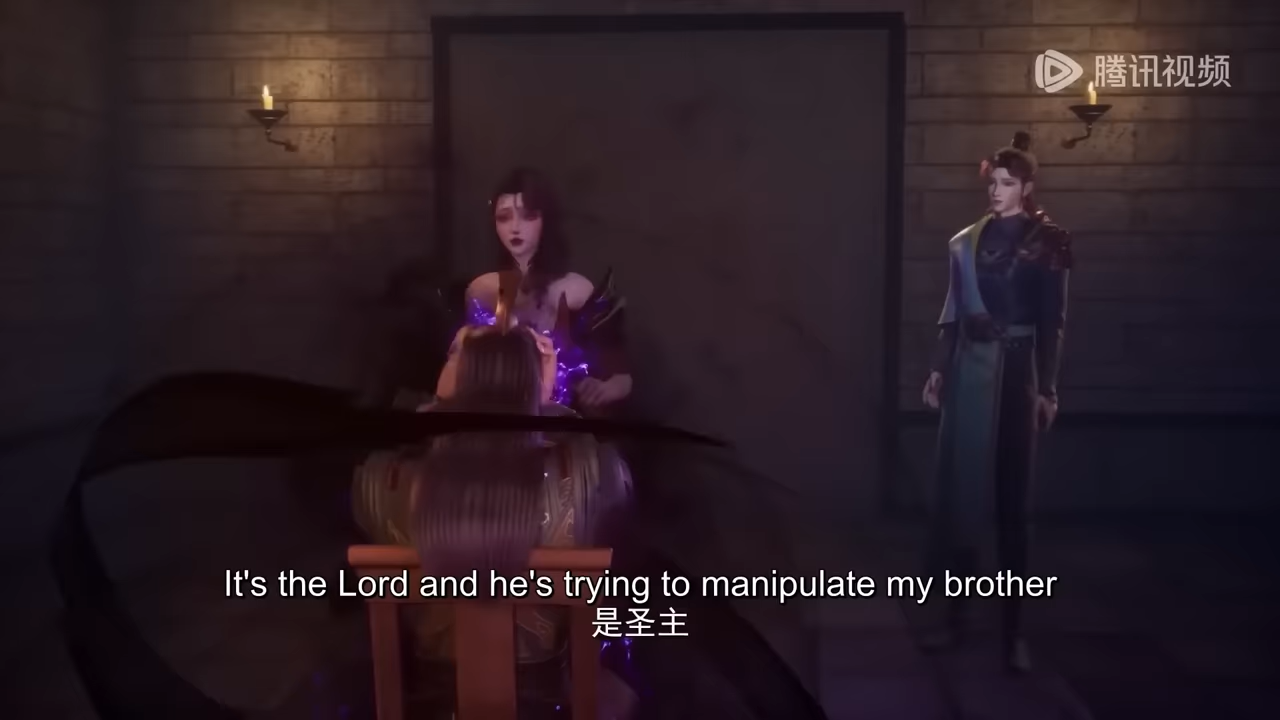 腾讯视频
It's the Lord and he's trying to manipulate my brother
是圣主